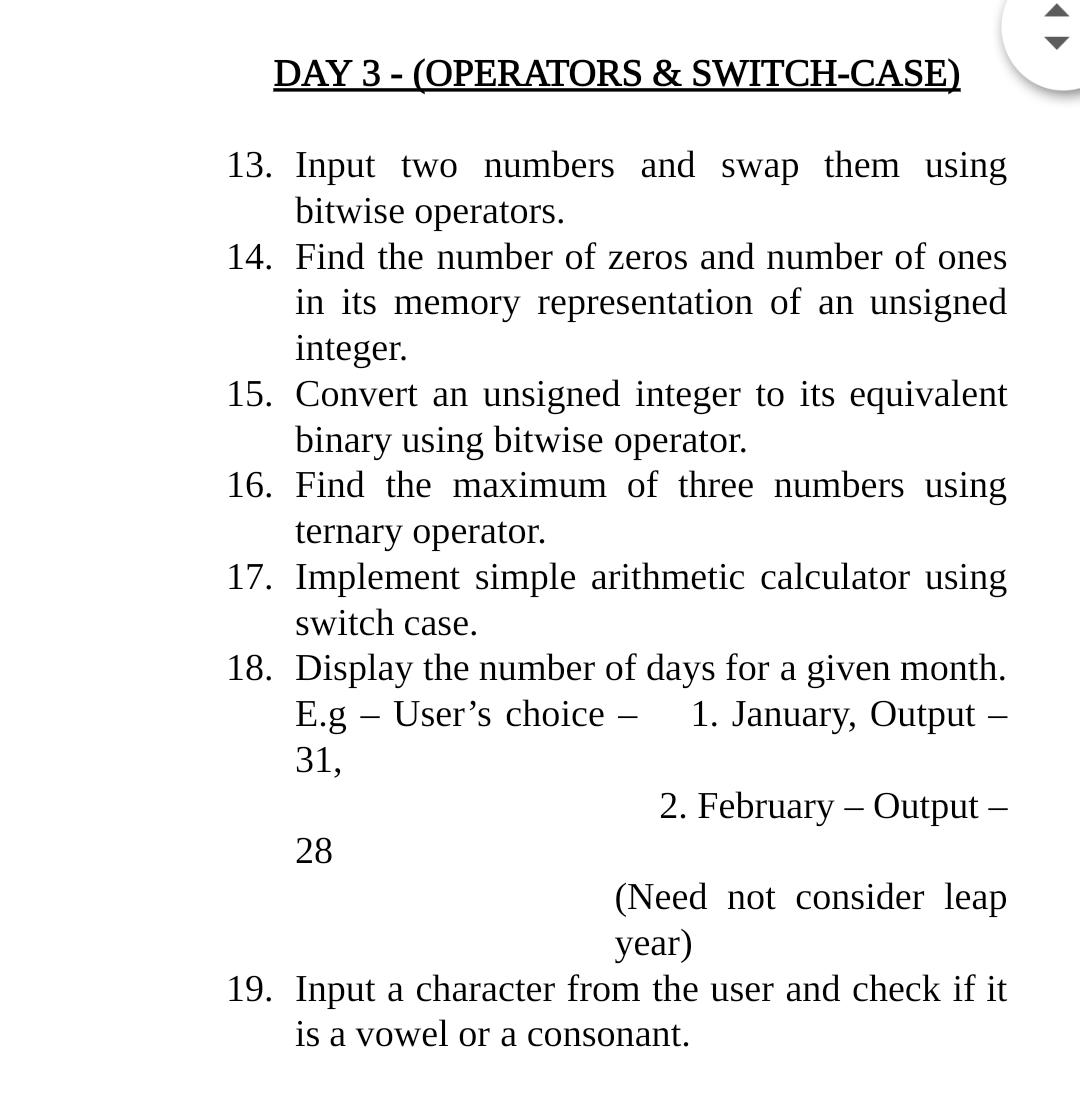 DAY 3 - (OPERATORS & SWITCH-CASE)
13. Input two numbers and swap them using
bitwise operators.
14. Find the number of zeros and number of ones
in its memory representation of an unsigned
integer.
15. Convert an unsigned integer to its equivalent
binary using bitwise operator.
16. Find the maximum of three numbers using
ternary operator.
17. Implement simple arithmetic calculator using
switch case.
18. Display the number of days for a given month.
E.g – User’s choice – 1. January, Output –
31,
2. February – Output –
28
(Need not consider leap
year)
19. Input a character from the user and check if it
is a vowel or a consonant.